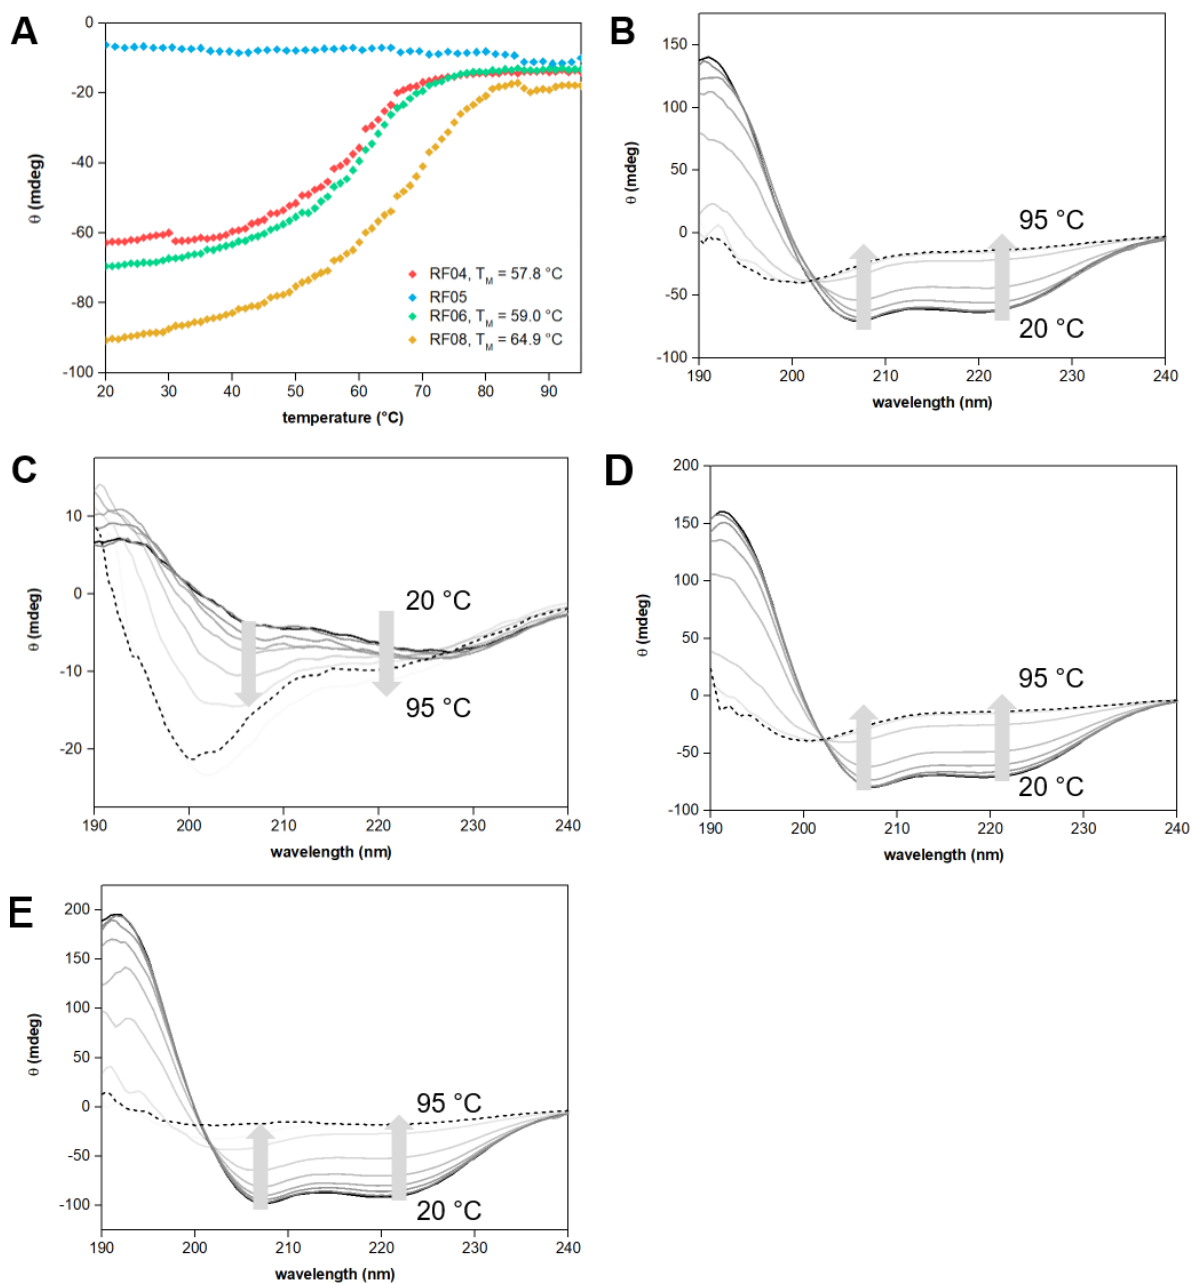 A
0
-20
-40
-60
-80
-100
θ (mdeg)
RF04, T_M = 57.8 °C
RF05
RF06, T_M = 59.0 °C
RF08, T_M = 64.9 °C
20 30 40 50 60 70 80 90
temperature (°C)
B
150
100
50
0
-50
-100
θ (mdeg)
95 °C
20 °C
190 200 210 220 230 240
wavelength (nm)
C
10
0
-10
-20
θ (mdeg)
20 °C
95 °C
190 200 210 220 230 240
wavelength (nm)
D
200
150
100
50
0
-50
-100
θ (mdeg)
95 °C
20 °C
190 200 210 220 230 240
wavelength (nm)
E
200
150
100
50
0
-50
-100
θ (mdeg)
95 °C
20 °C
190 200 210 220 230 240
wavelength (nm)